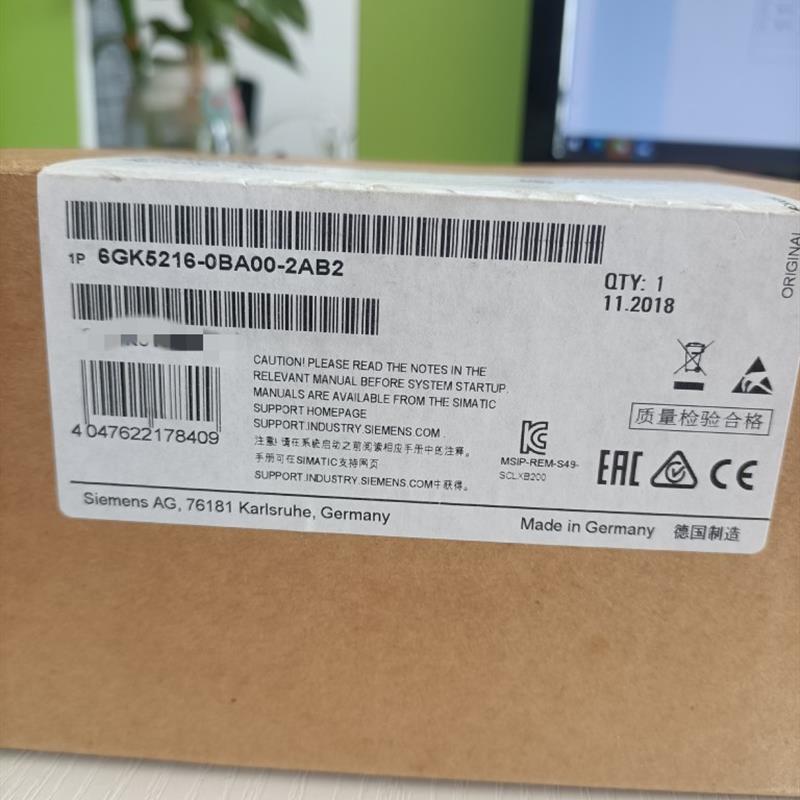 1P 6GK5216-0BA00-2AB2
QTY: 1
11.2018
ORIGINAL
CAUTION! PLEASE READ THE NOTES IN THE
RELEVANT MANUAL BEFORE SYSTEM STARTUP.
MANUALS ARE AVAILABLE FROM THE SIMATIC
SUPPORT HOMEPAGE
SUPPORT.INDUSTRY.SIEMENS.COM.
注意! 请在系统启动之前阅读相应手册中的注释。
手册可在SIMATIC支持网页
SUPPORT.INDUSTRY.SIEMENS.COM中获得。
4 047622178409
MSIP-REM-S49-
SCLXB200
质量检验合格
EAC
CE
Siemens AG, 76181 Karlsruhe, Germany
Made in Germany 德国制造